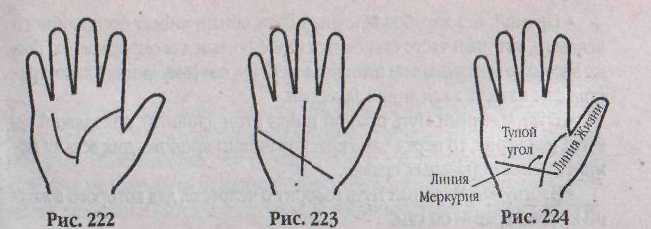 Тупой
угол
Линия Жизни
Линия
Меркурия
Рис. 222
Рис. 223
Рис. 224